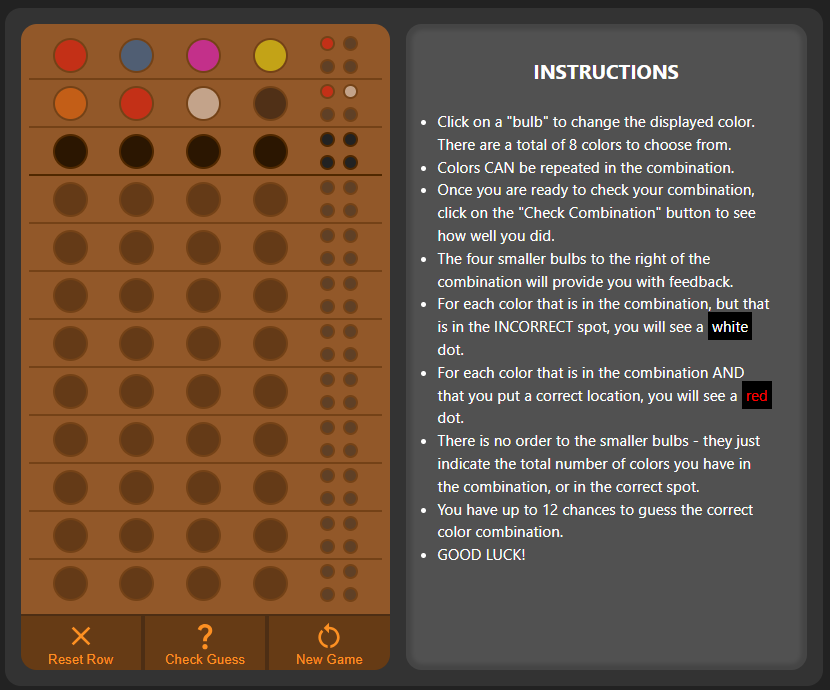 INSTRUCTIONS
Click on a "bulb" to change the displayed color.
There are a total of 8 colors to choose from.
Colors CAN be repeated in the combination.
Once you are ready to check your combination,
click on the "Check Combination" button to see
how well you did.
The four smaller bulbs to the right of the
combination will provide you with feedback.
For each color that is in the combination, but that
is in the INCORRECT spot, you will see a white
dot.
For each color that is in the combination AND
that you put a correct location, you will see a red
dot.
There is no order to the smaller bulbs - they just
indicate the total number of colors you have in
the combination, or in the correct spot.
You have up to 12 chances to guess the correct
color combination.
GOOD LUCK!
Reset Row
?
Check Guess
New Game